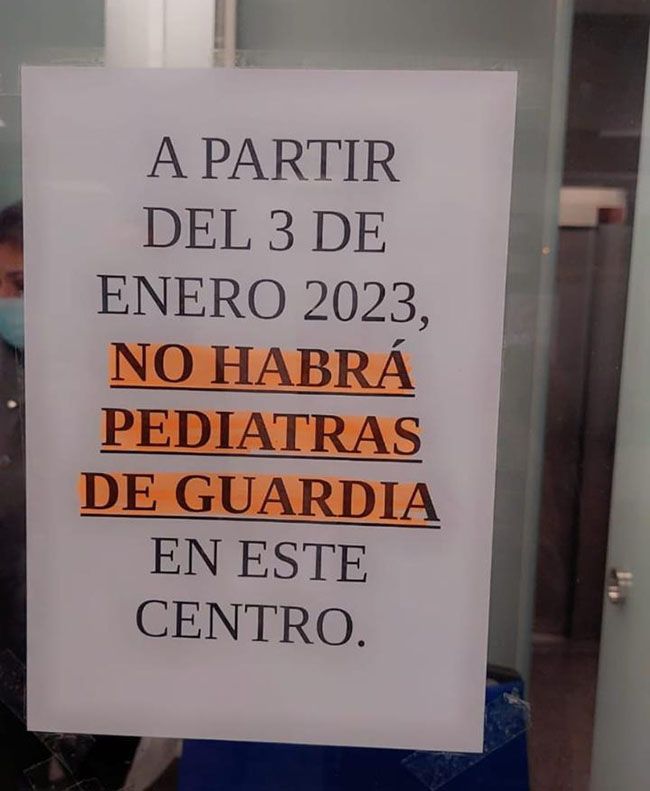 A PARTIR
DEL 3 DE
ENERO 2023,
NO HABRÁ
PEDIATRAS
DE GUARDIA
EN ESTE
CENTRO.